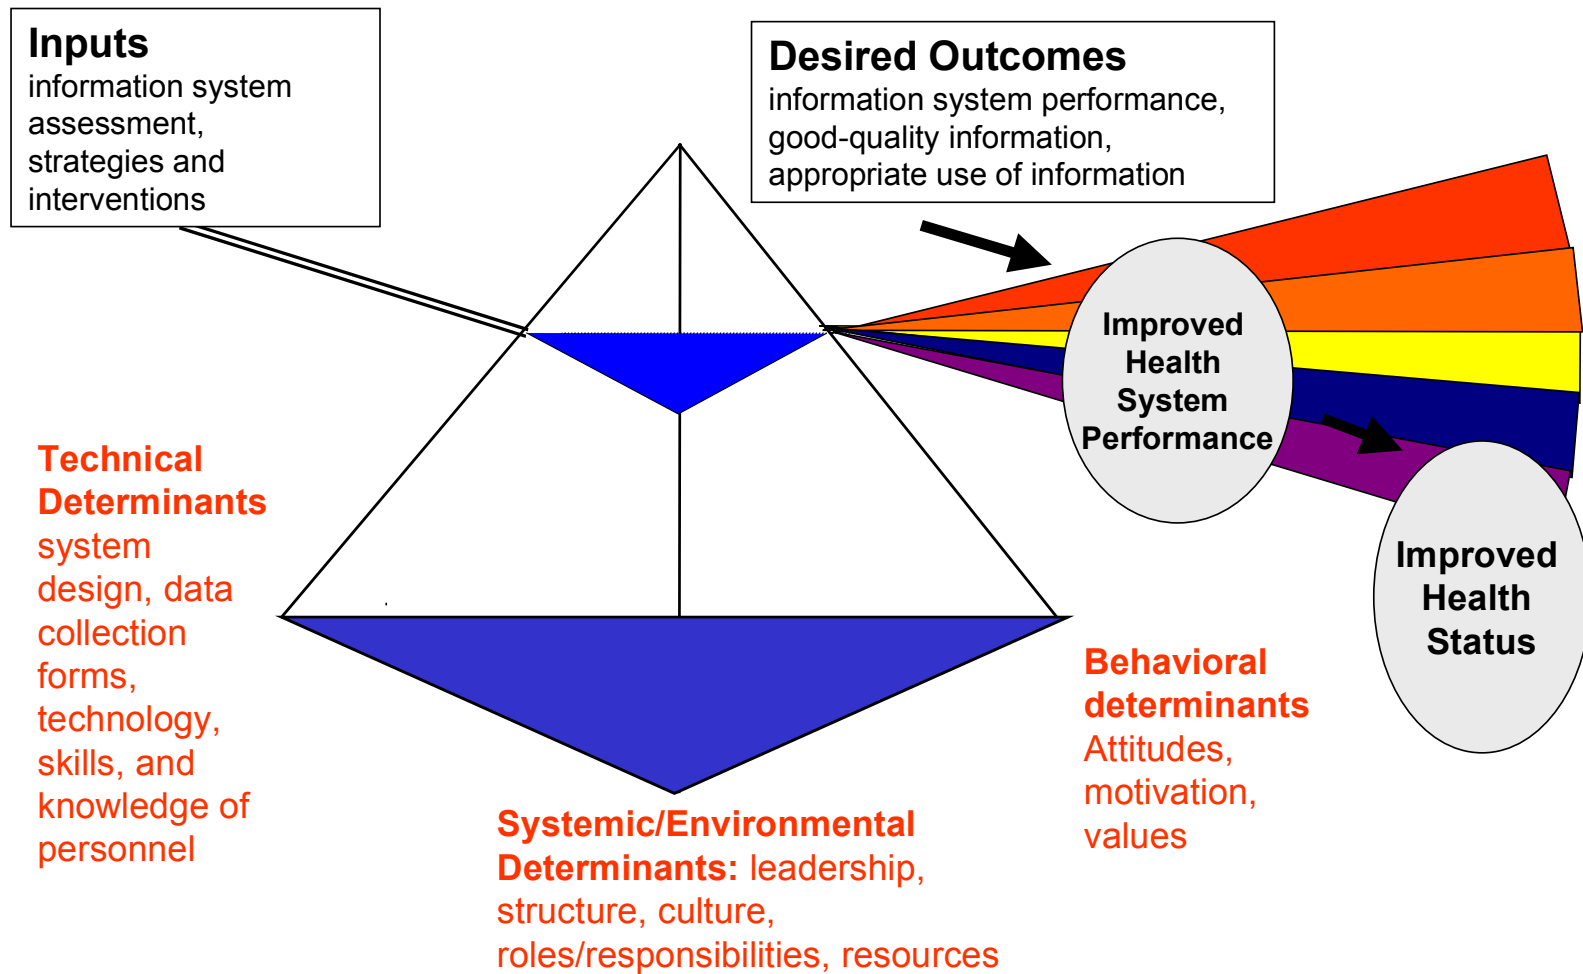 Inputs
information system
assessment,
strategies and
interventions
Desired Outcomes
information system performance,
good-quality information,
appropriate use of information
Improved
Health
System
Performance
Improved
Health
Status
Technical
Determinants
system
design, data
collection
forms,
technology,
skills, and
knowledge of
personnel
Systemic/Environmental
Determinants: leadership,
structure, culture,
roles/responsibilities, resources
Behavioral
determinants
Attitudes,
motivation,
values